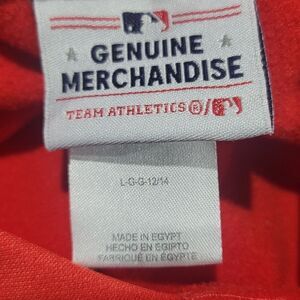 GENUINE
MERCHANDISE
TEAM ATHLETICS ®/
L-G-G-12/14
MADE IN EGYPT
HECHO EN EGIPTO
FABRIQUÉ EN ÉGYPTE